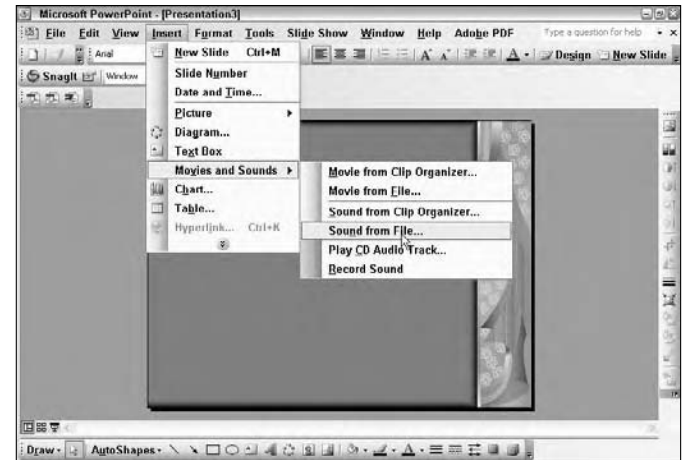 Microsoft PowerPoint - [Presentation3]
File Edit View Insert Format Tools Slide Show Window Help Adobe PDF Type a question for help
Arial A A A Design New Slide
SnagIt Window
New Slide Ctrl+M
Slide Number
Date and Time...
Picture
Diagram...
Text Box
Movies and Sounds
Chart...
Table...
Hyperlink... Ctrl+K
Movie from Clip Organizer...
Movie from File...
Sound from Clip Organizer...
Sound from File...
Play CD Audio Track...
Record Sound
Draw AutoShapes A A